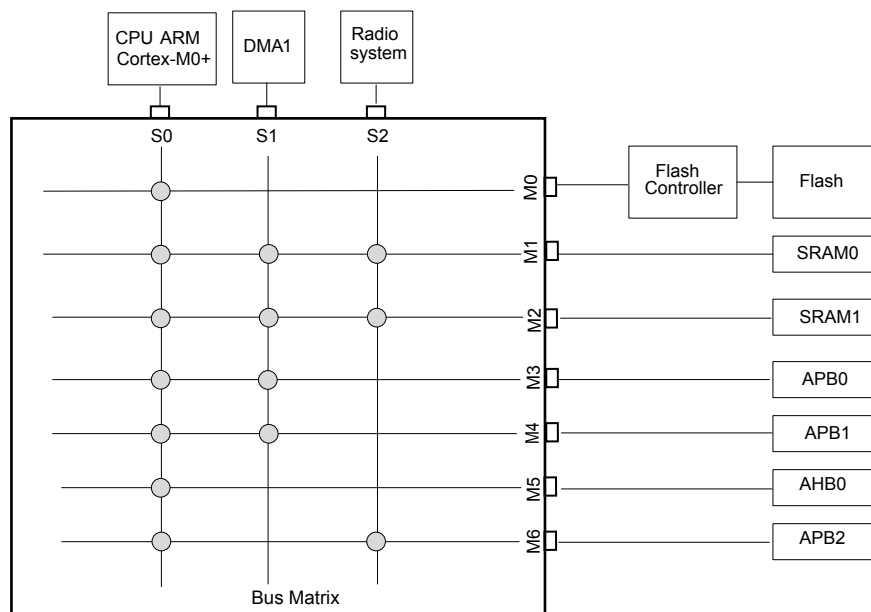 CPU ARM
Cortex-M0+
DMA1
Radio
system
S0
S1
S2
M0
Flash
Controller
Flash
M1
SRAM0
M2
SRAM1
M3
APB0
M4
APB1
M5
AHB0
M6
APB2
Bus Matrix